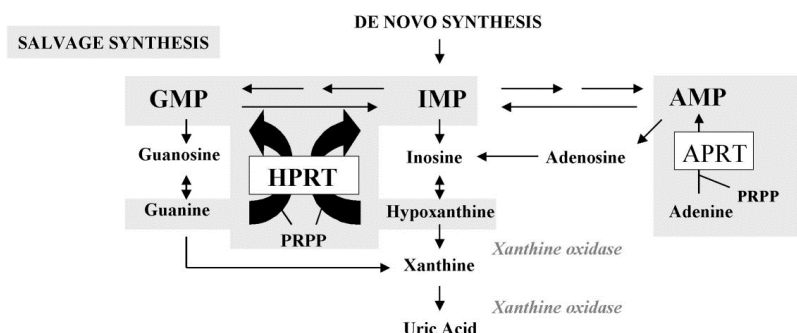 DE NOVO SYNTHESIS
SALVAGE SYNTHESIS
GMP IMP AMP
Guanosine Inosine Adenosine APRT
HPRT
Guanine Hypoxanthine Adenine PRPP
PRPP
Xanthine oxidase
Xanthine
Xanthine oxidase
Uric Acid